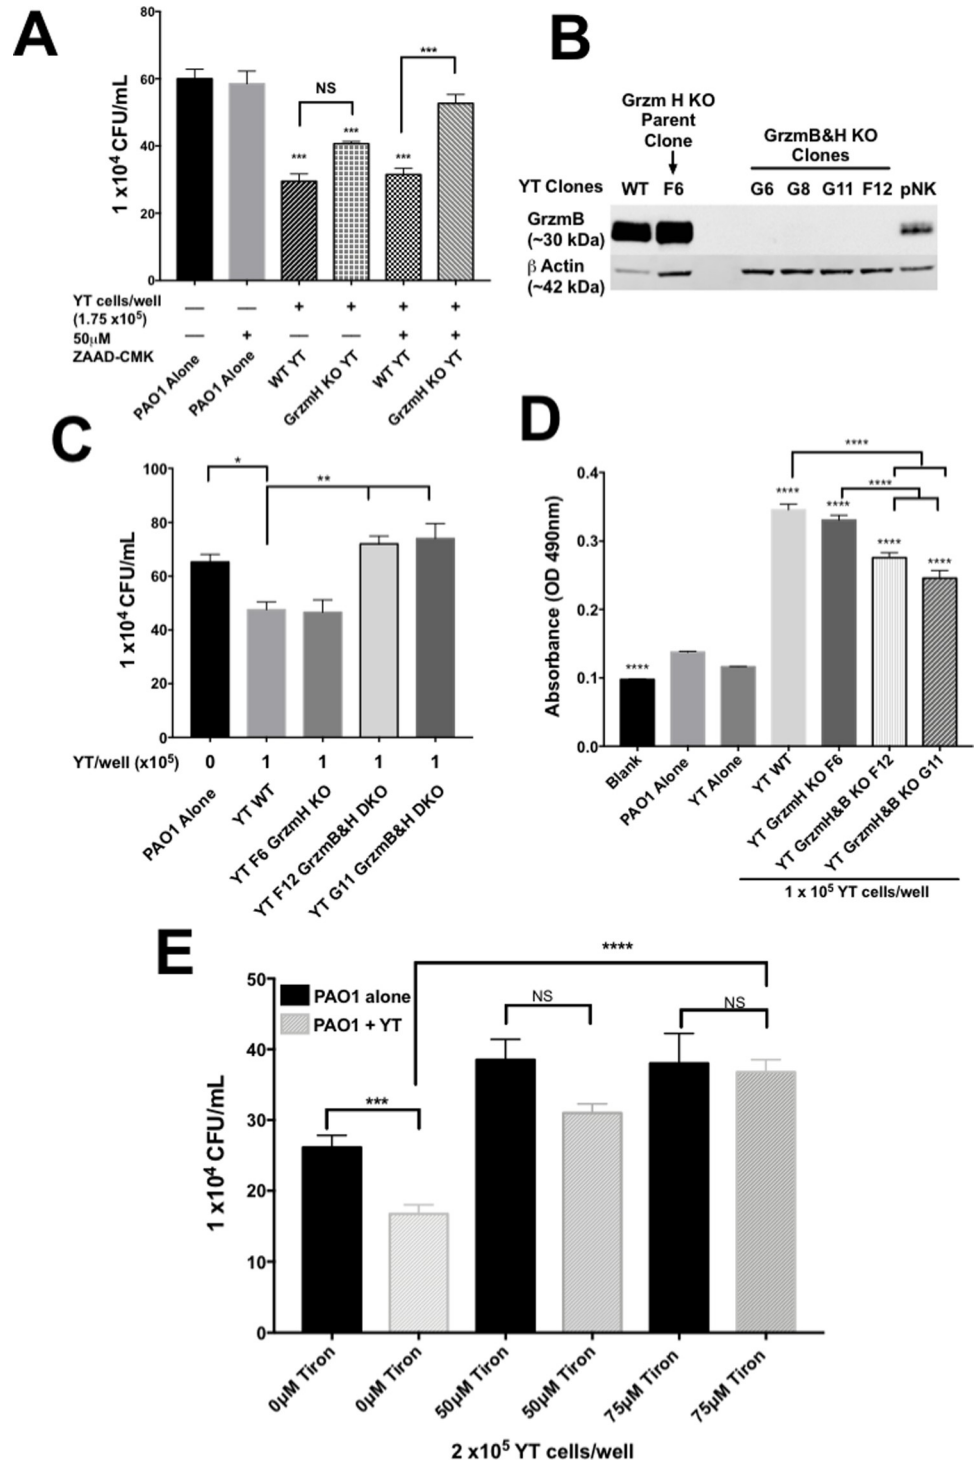 A
80
60
40
20
0
1 x10⁴ CFU/mL
NS
***
***
***
***
***
YT cells/well
(1.75 x10⁵)
— — + + + +
50μM
ZAAD-CMK
— + — — + +
PAO1 Alone
PAO1 Alone
WT YT
GrzmH KO YT
WT YT
GrzmH KO YT
B
Grzm H KO
Parent
Clone
GrzmB&H KO
Clones
YT Clones WT F6 G6 G8 G11 F12 pNK
GrzmB
(~30 kDa)
β Actin
(~42 kDa)
C
100
80
60
40
20
0
1 x10⁴ CFU/mL
*
**
YT/well (x10⁵) 0 1 1 1 1
PAO1 Alone
YT WT
YT F6 GrzmH KO
YT F12 GrzmB&H DKO
YT G11 GrzmB&H DKO
D
0.4
0.3
0.2
0.1
0.0
Absorbance (OD 490nm)
****
****
****
****
****
****
****
Blank
PAO1 Alone
YT Alone
YT WT
YT GrzmH KO F6
YT GrzmH&B KO F12
YT GrzmH&B KO G11
1 x 10⁵ YT cells/well
E
50
40
30
20
10
0
1 x10⁴ CFU/mL
PAO1 alone
PAO1 + YT
***
****
NS
NS
0μM Tiron
0μM Tiron
50μM Tiron
50μM Tiron
75μM Tiron
75μM Tiron
2 x10⁵ YT cells/well